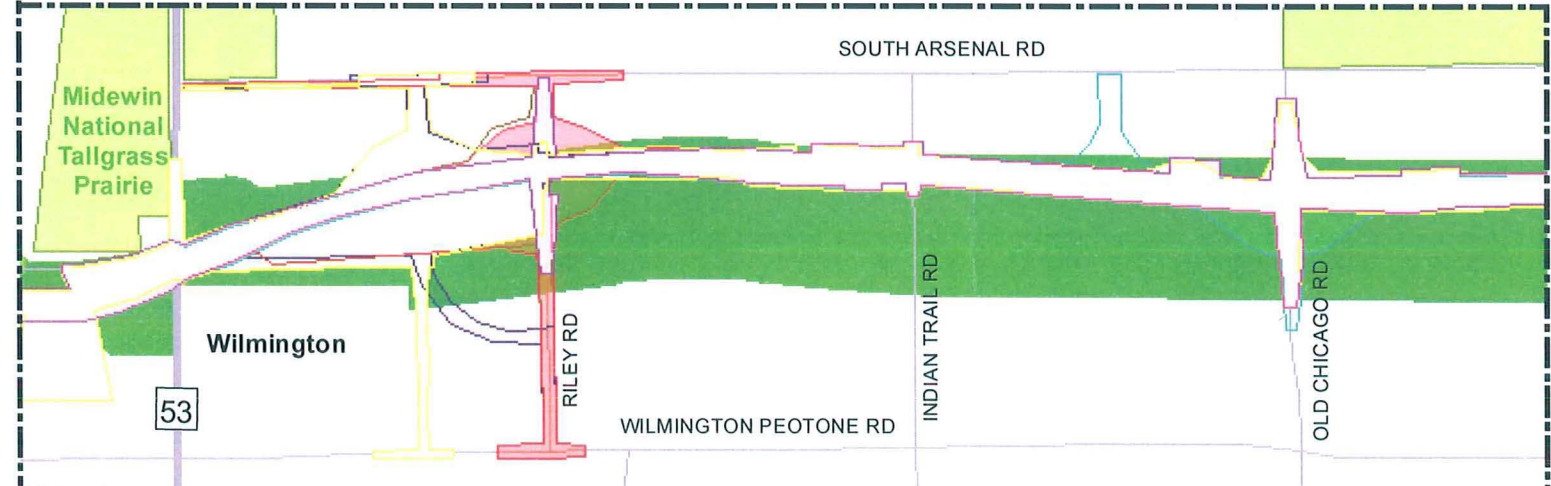 SOUTH ARSENAL RD
Midewin
National
Tallgrass
Prairie
Wilmington
53
RILEY RD
INDIAN TRAIL RD
OLD CHICAGO RD
WILMINGTON PEOTONE RD